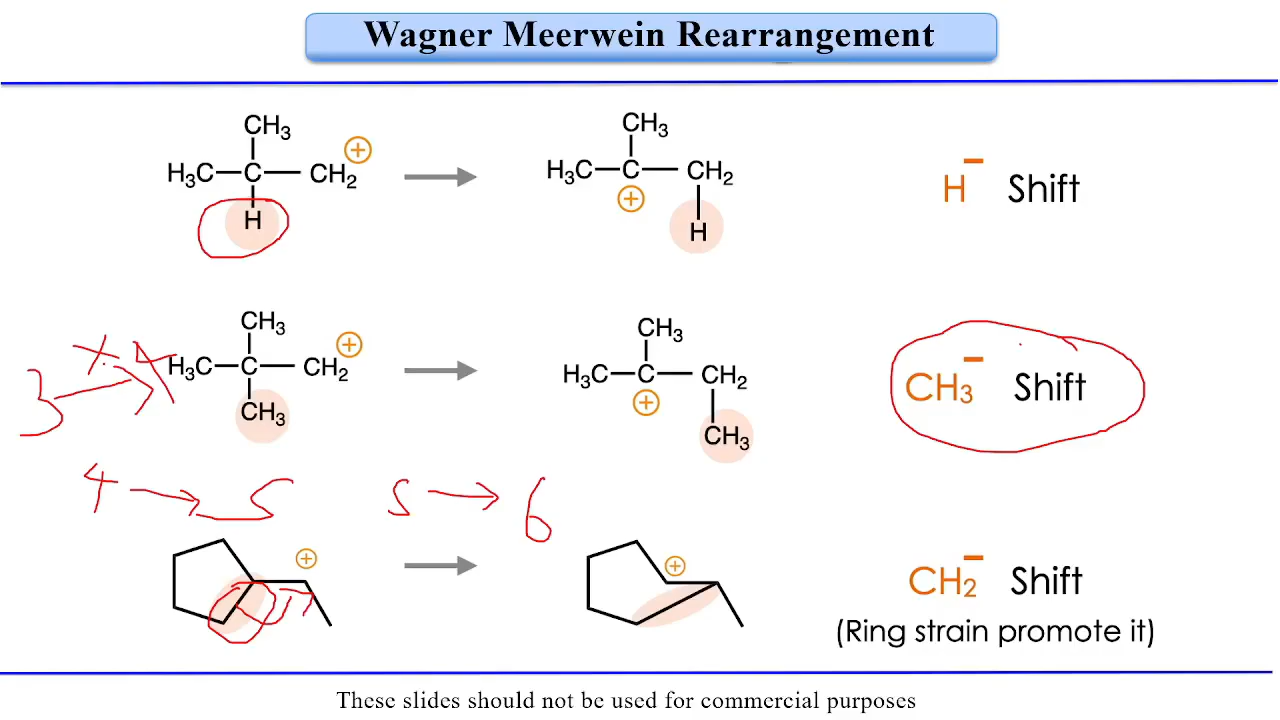 Wagner Meerwein Rearrangement
CH₃
H₃C C CH₂ ⊕
H
CH₃
H₃C C CH₂
⊕ H
H⁻ Shift
CH₃
H₃C C CH₂ ⊕
CH₃
CH₃
H₃C C CH₂
⊕ CH₃
CH₃⁻ Shift
3 → 4
4 → 5
5 → 6
⊕
⊕
CH₂⁻ Shift
(Ring strain promote it)
These slides should not be used for commercial purposes